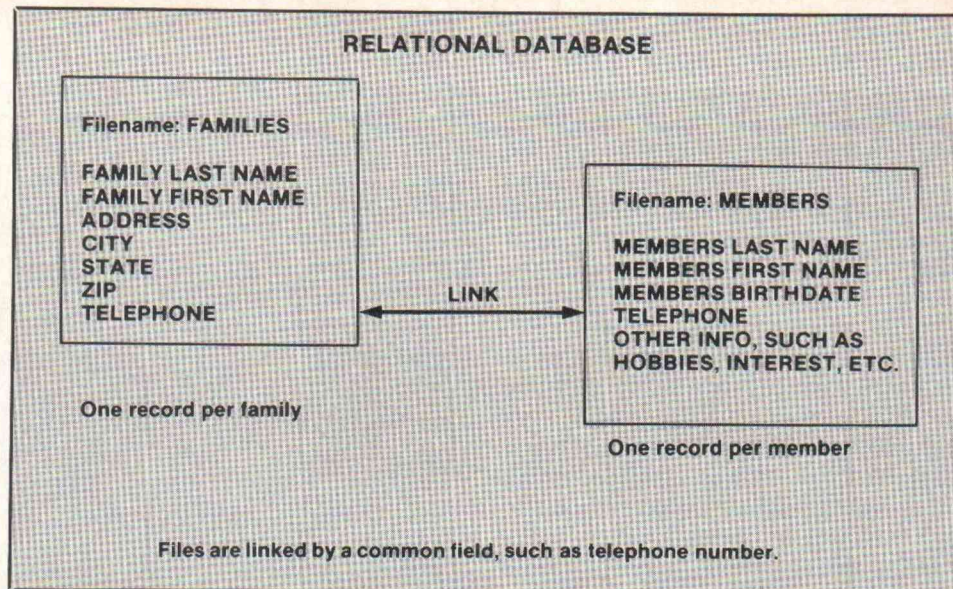 RELATIONAL DATABASE
Filename: FAMILIES
FAMILY LAST NAME
FAMILY FIRST NAME
ADDRESS
CITY
STATE
ZIP
TELEPHONE
One record per family
LINK
Filename: MEMBERS
MEMBERS LAST NAME
MEMBERS FIRST NAME
MEMBERS BIRTHDATE
TELEPHONE
OTHER INFO, SUCH AS
HOBBIES, INTEREST, ETC.
One record per member
Files are linked by a common field, such as telephone number.